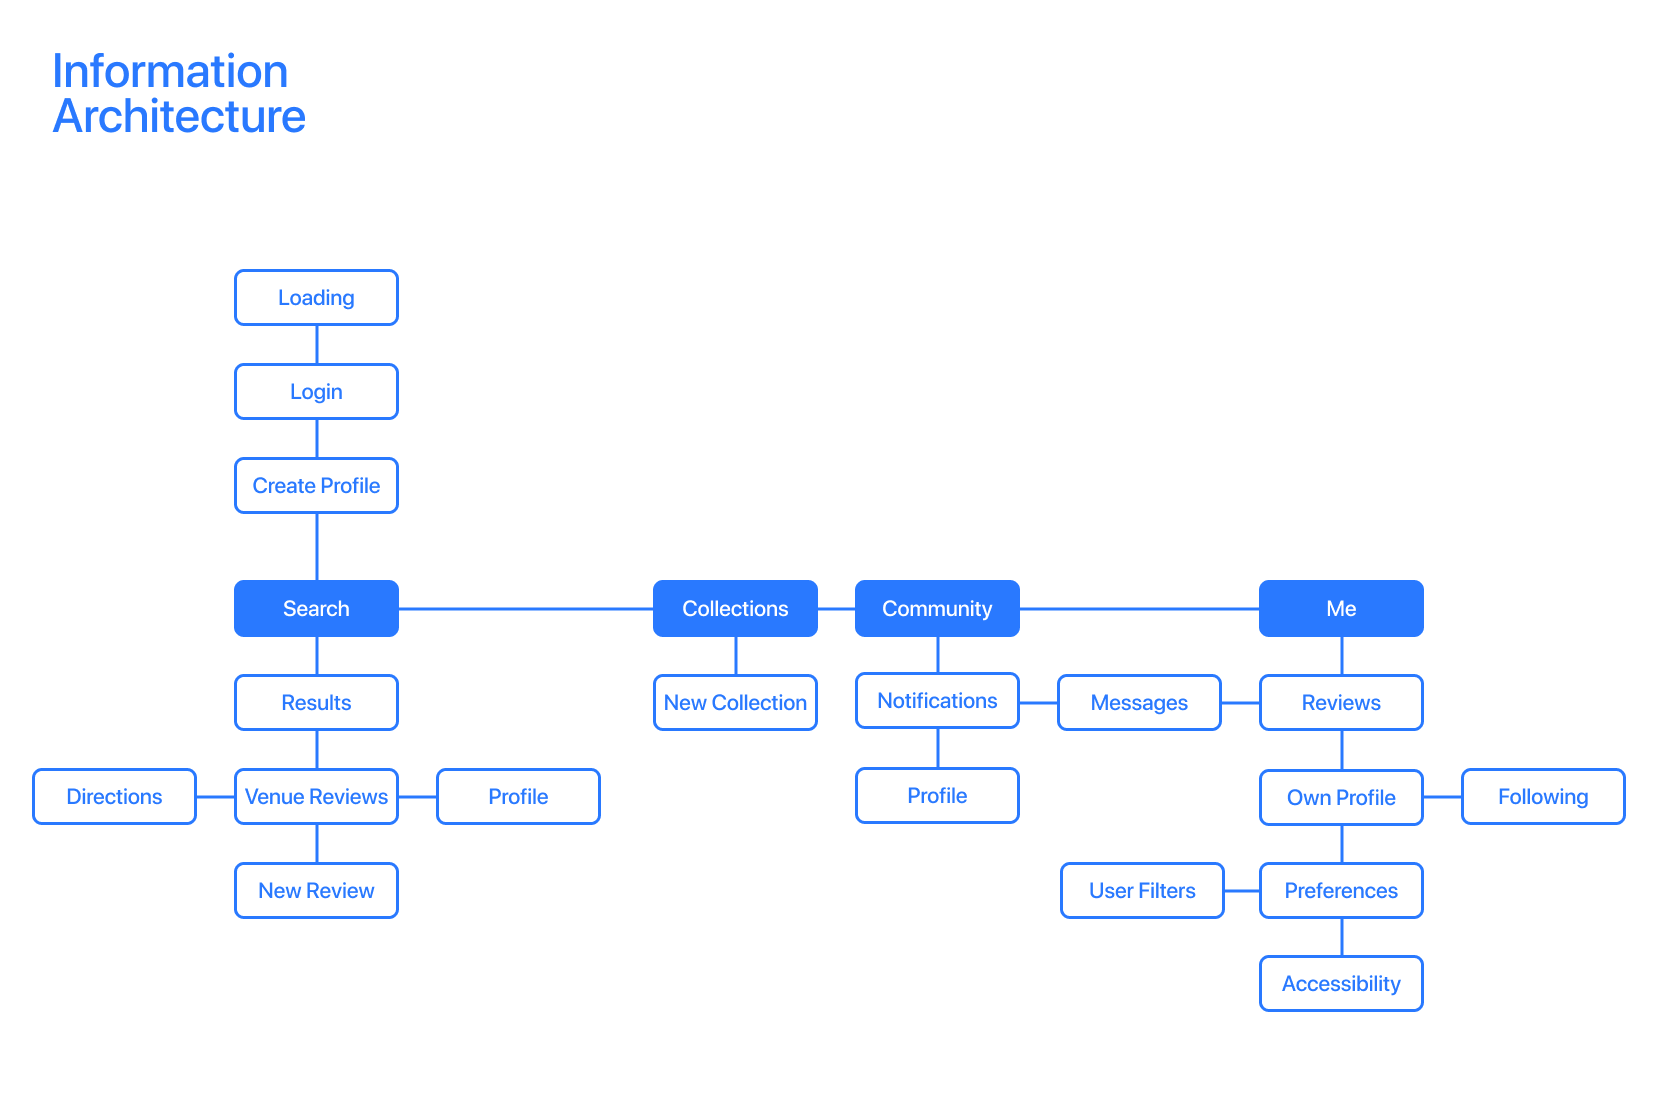 Information
Architecture
Loading
Login
Create Profile
Search
Collections
Community
Me
Results
New Collection
Notifications
Messages
Reviews
Directions
Venue Reviews
Profile
Profile
Own Profile
Following
New Review
User Filters
Preferences
Accessibility